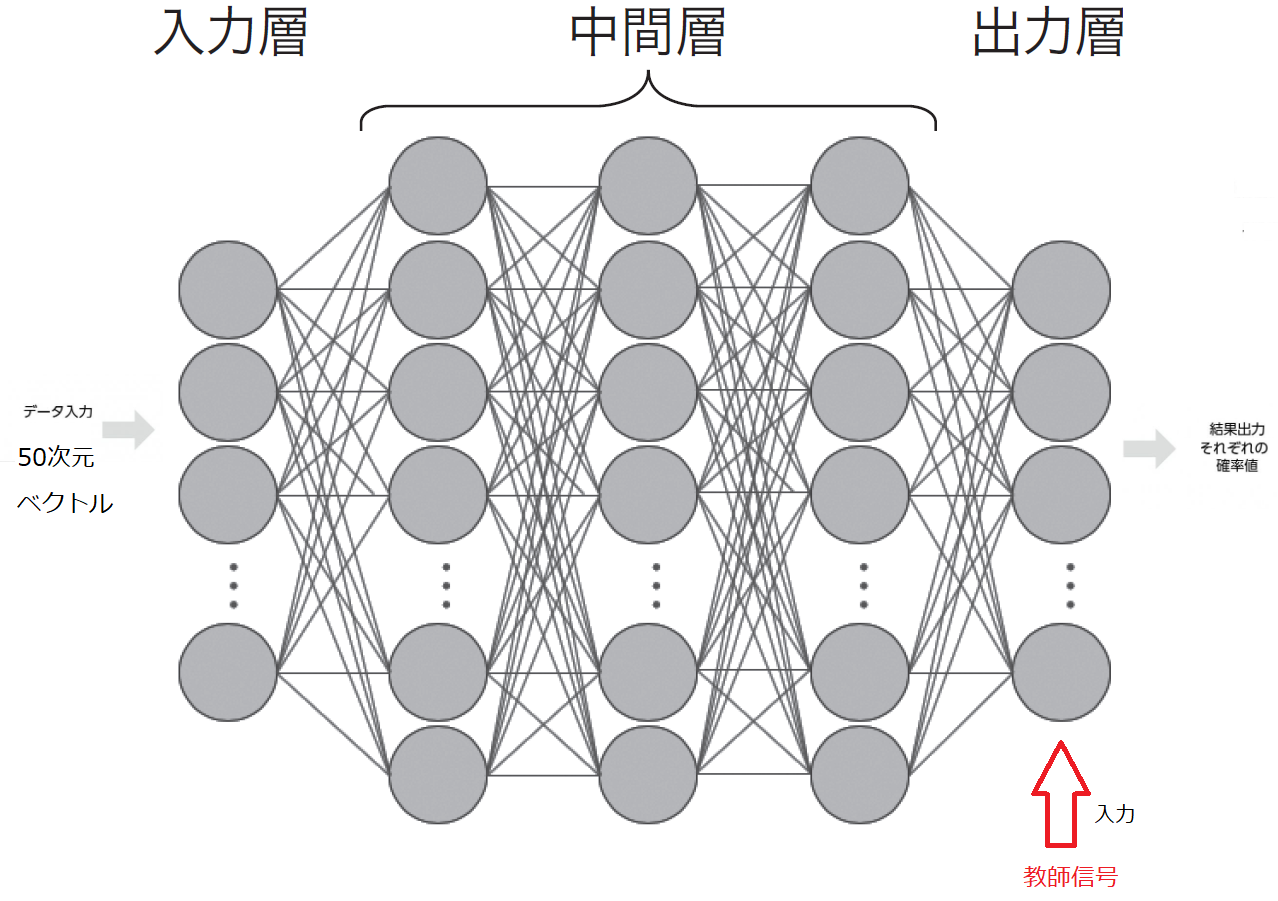 入力層
中間層
出力層
データ入力
50次元
ベクトル
結果出力
それぞれの
確率値
入力
教師信号